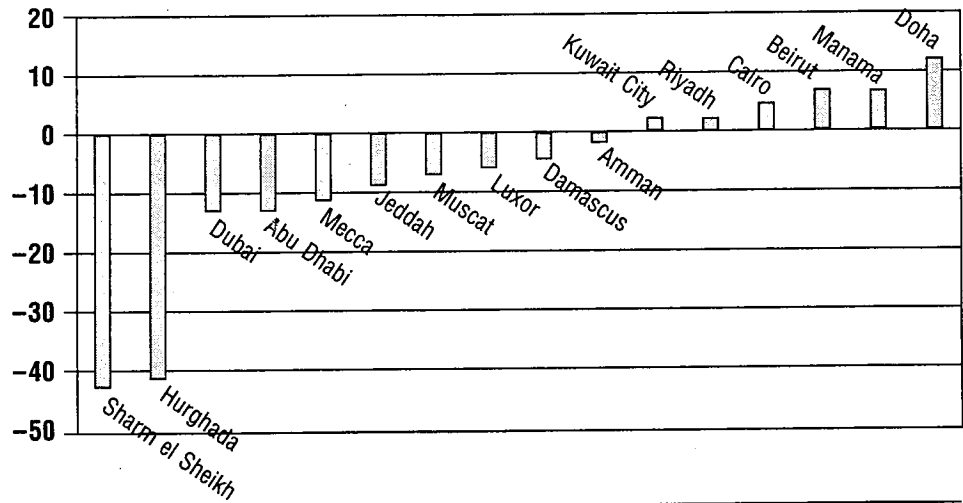 20
10
0
-10
-20
-30
-40
-50
Sharm el Sheikh
Hurghada
Dubai
Abu Dhabi
Mecca
Jeddah
Muscat
Luxor
Damascus
Amman
Kuwait City
Riyadh
Cairo
Beirut
Manama
Doha